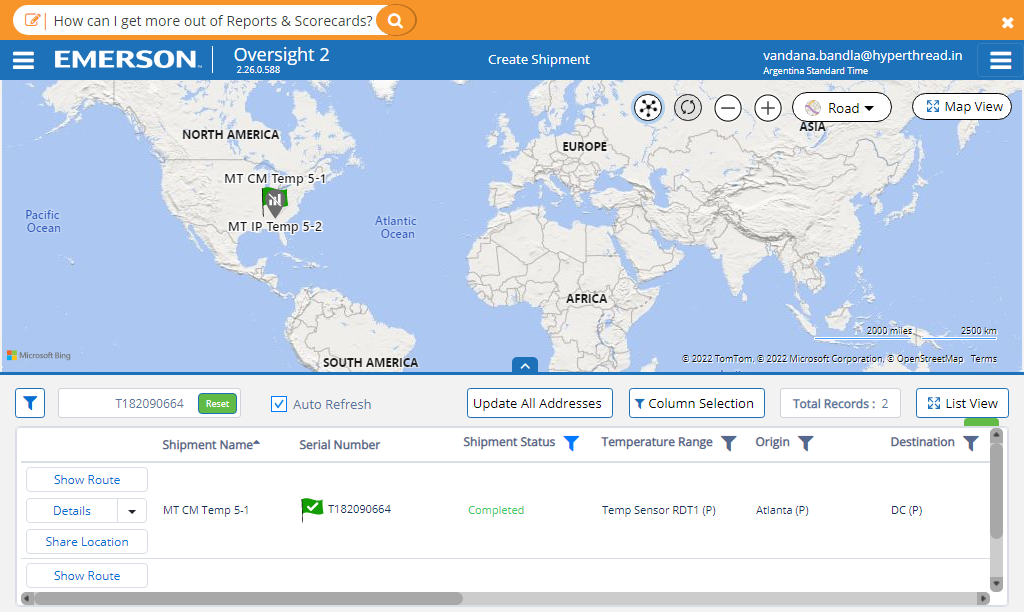 How can I get more out of Reports & Scorecards?
EMERSON.
Oversight 2
2.26.0.588
Create Shipment
vandana.bandla@hyperthread.in
Argentina Standard Time
Road
Map View
NORTH AMERICA
EUROPE
ASIA
MT CM Temp 5-1
MT IP Temp 5-2
Pacific
Ocean
Atlantic
Ocean
AFRICA
SOUTH AMERICA
2000 miles
2500 km
Microsoft Bing
© 2022 TomTom, © 2022 Microsoft Corporation, © OpenStreetMap Terms
T182090664
Reset
Auto Refresh
Update All Addresses
Column Selection
Total Records : 2
List View
Shipment Name
Serial Number
Shipment Status
Temperature Range
Origin
Destination
Show Route
Details
Share Location
MT CM Temp 5-1
T182090664
Completed
Temp Sensor RDT1 (P)
Atlanta (P)
DC (P)
Show Route